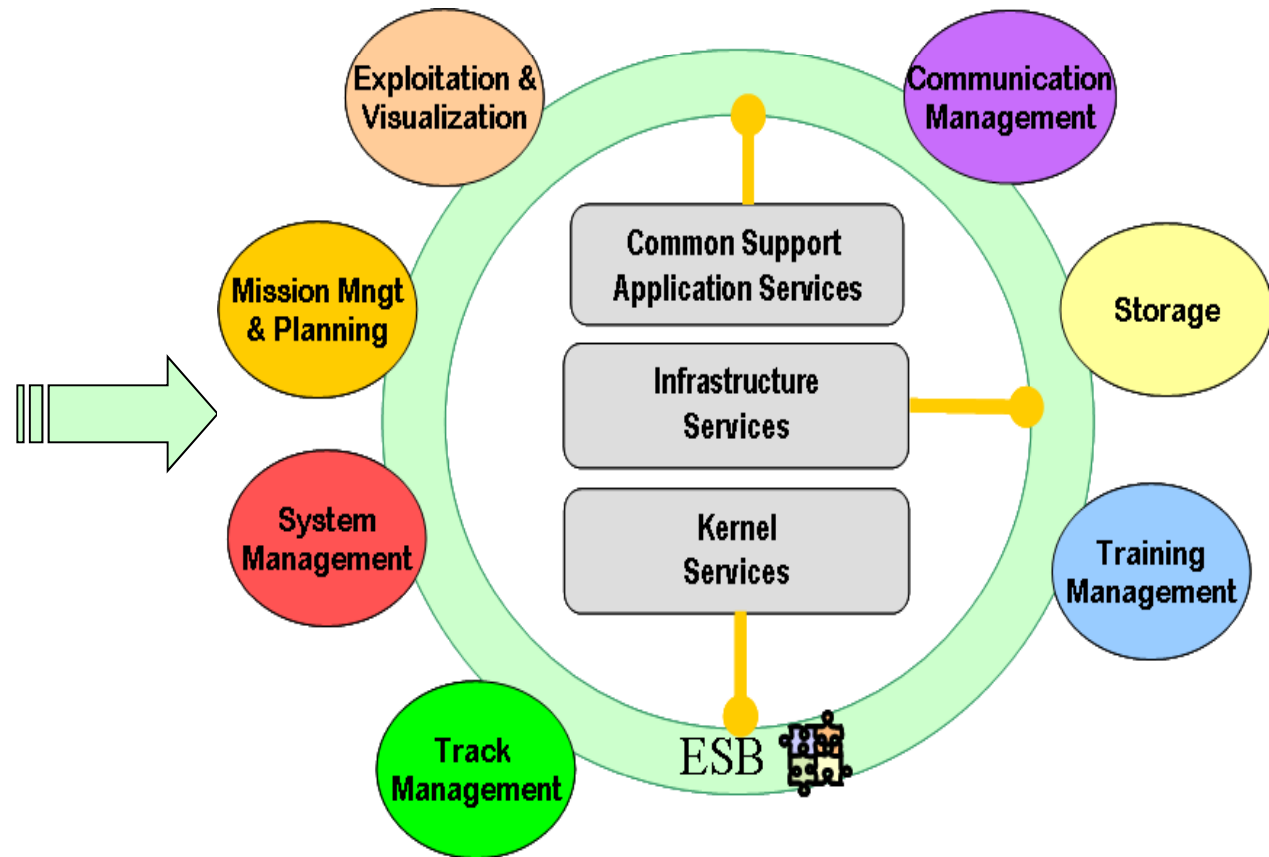 Exploitation &
Visualization
Communication
Management
Common Support
Application Services
Mission Mngt
& Planning
Storage
Infrastructure
Services
System
Management
Kernel
Services
Training
Management
Track
Management
ESB